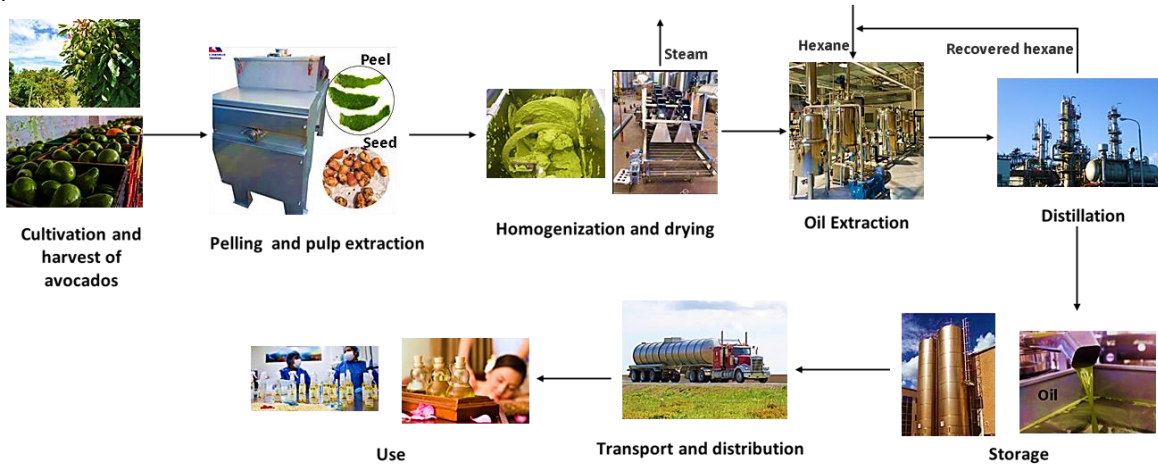 Steam
Hexane
Recovered hexane
Peel
Seed
Cultivation and
harvest of
avocados
Pelling and pulp extraction
Homogenization and drying
Oil Extraction
Distillation
Oil
Use
Transport and distribution
Storage